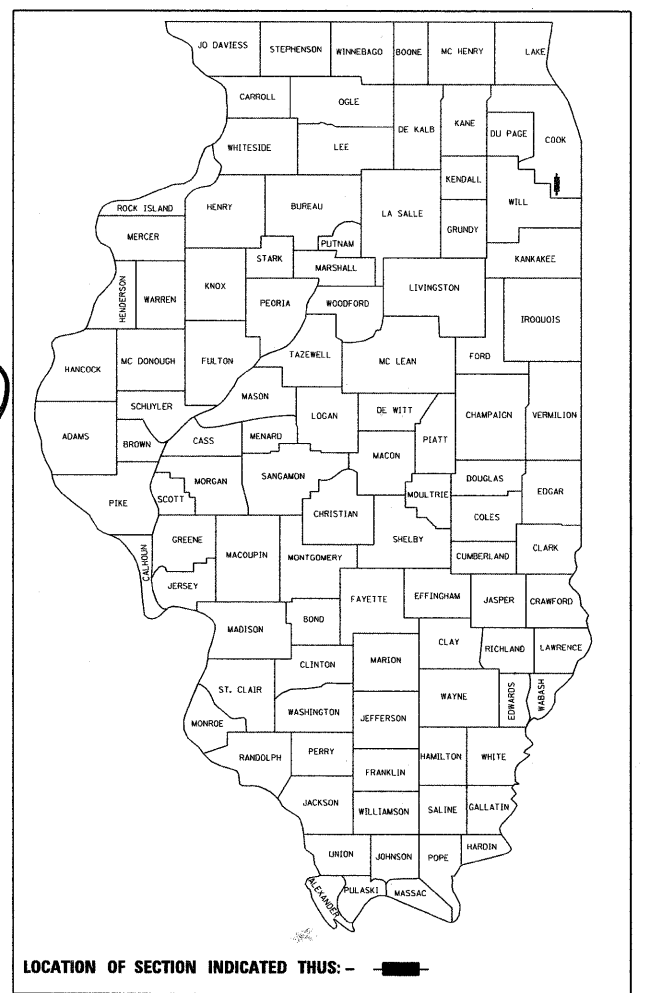 JO DAVIESS STEPHENSON WINNEBAGO BOONE MC HENRY LAKE
CARROLL OGLE
DE KALB KANE DU PAGE COOK
WHITESIDE LEE
KENDALL
ROCK ISLAND HENRY BUREAU LA SALLE WILL
MERCER PUTNAM GRUNDY
STARK MARSHALL KANKAKEE
HENDERSON WARREN KNOX PEORIA WOODFORD LIVINGSTON IROQUOIS
HANCOCK MC DONOUGH FULTON TAZEWELL MC LEAN FORD
MASON
SCHUYLER LOGAN DE WITT CHAMPAIGN VERMILION
ADAMS BROWN CASS MENARD MACON PIATT
MORGAN SANGAMON DOUGLAS
PIKE SCOTT CHRISTIAN MOULTRIE COLES EDGAR
GREENE MACOUPIN MONTGOMERY SHELBY CUMBERLAND CLARK
CALHOUN JERSEY
FAYETTE EFFINGHAM JASPER CRAWFORD
MADISON BOND
CLAY RICHLAND LAWRENCE
CLINTON MARION
ST. CLAIR WAYNE EDWARDS WABASH
MONROE WASHINGTON JEFFERSON
RANDOLPH PERRY HAMILTON WHITE
FRANKLIN
JACKSON WILLIAMSON SALINE GALLATIN
UNION JOHNSON POPE HARDIN
ALEXANDER PULASKI MASSAC
LOCATION OF SECTION INDICATED THUS: -